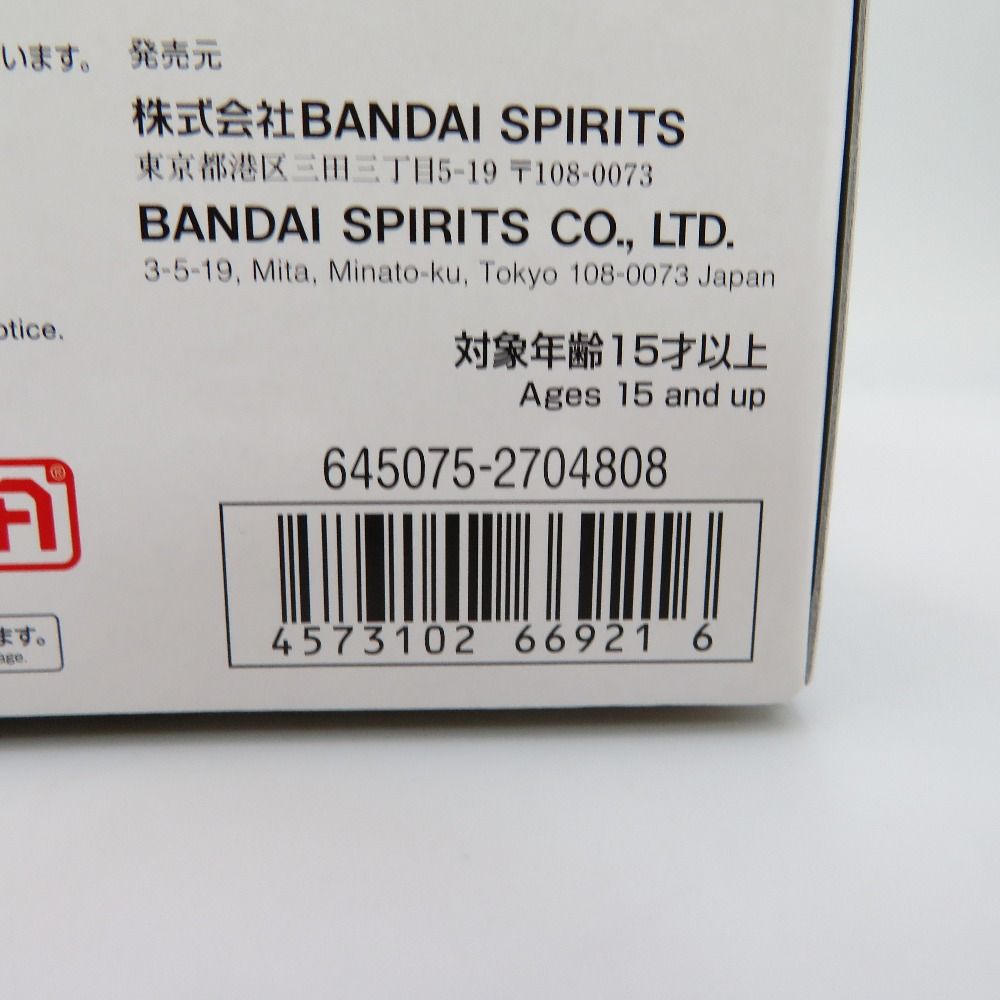 います。 発売元
株式会社BANDAI SPIRITS
東京都港区三田三丁目5-19 〒108-0073
BANDAI SPIRITS CO., LTD.
3-5-19, Mita, Minato-ku, Tokyo 108-0073 Japan
otice.
対象年齢15才以上
Ages 15 and up
645075-2704808
A®
4573102 66921 6
ます。
age.